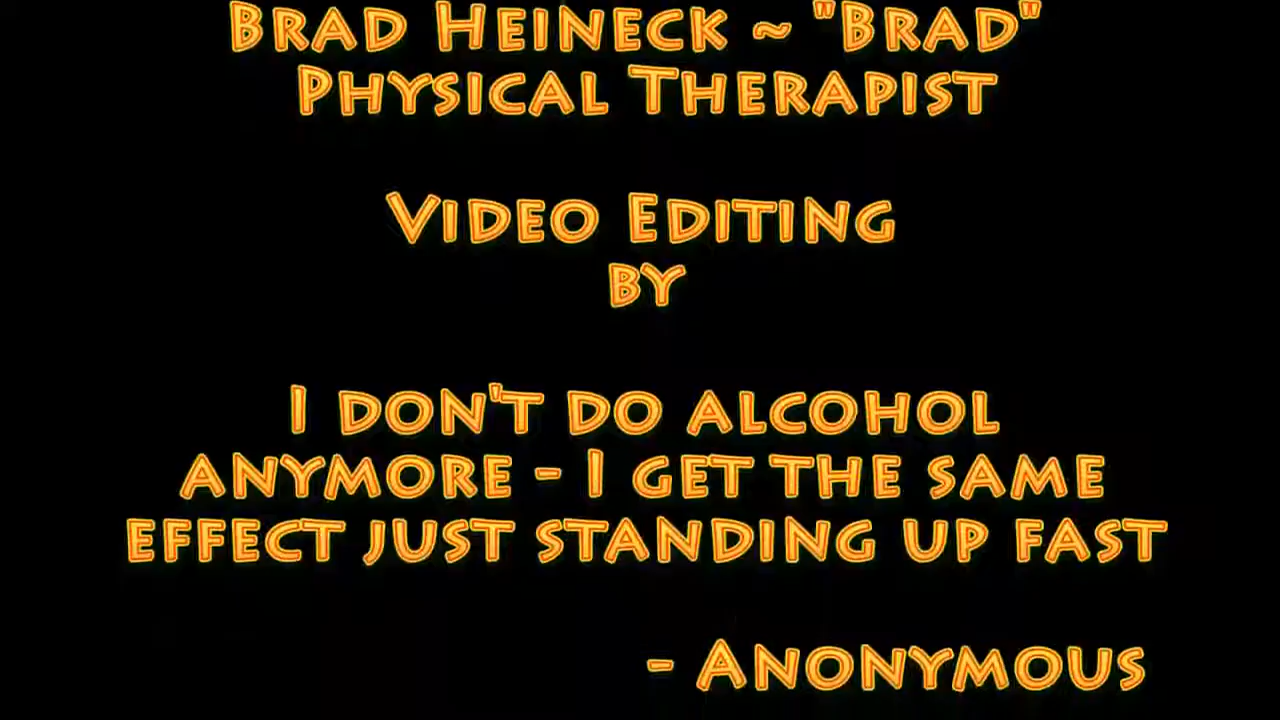 Brad Heineck ~ "Brad"
Physical Therapist
Video Editing
by
I don't do alcohol
anymore - I get the same
effect just standing up fast
- Anonymous